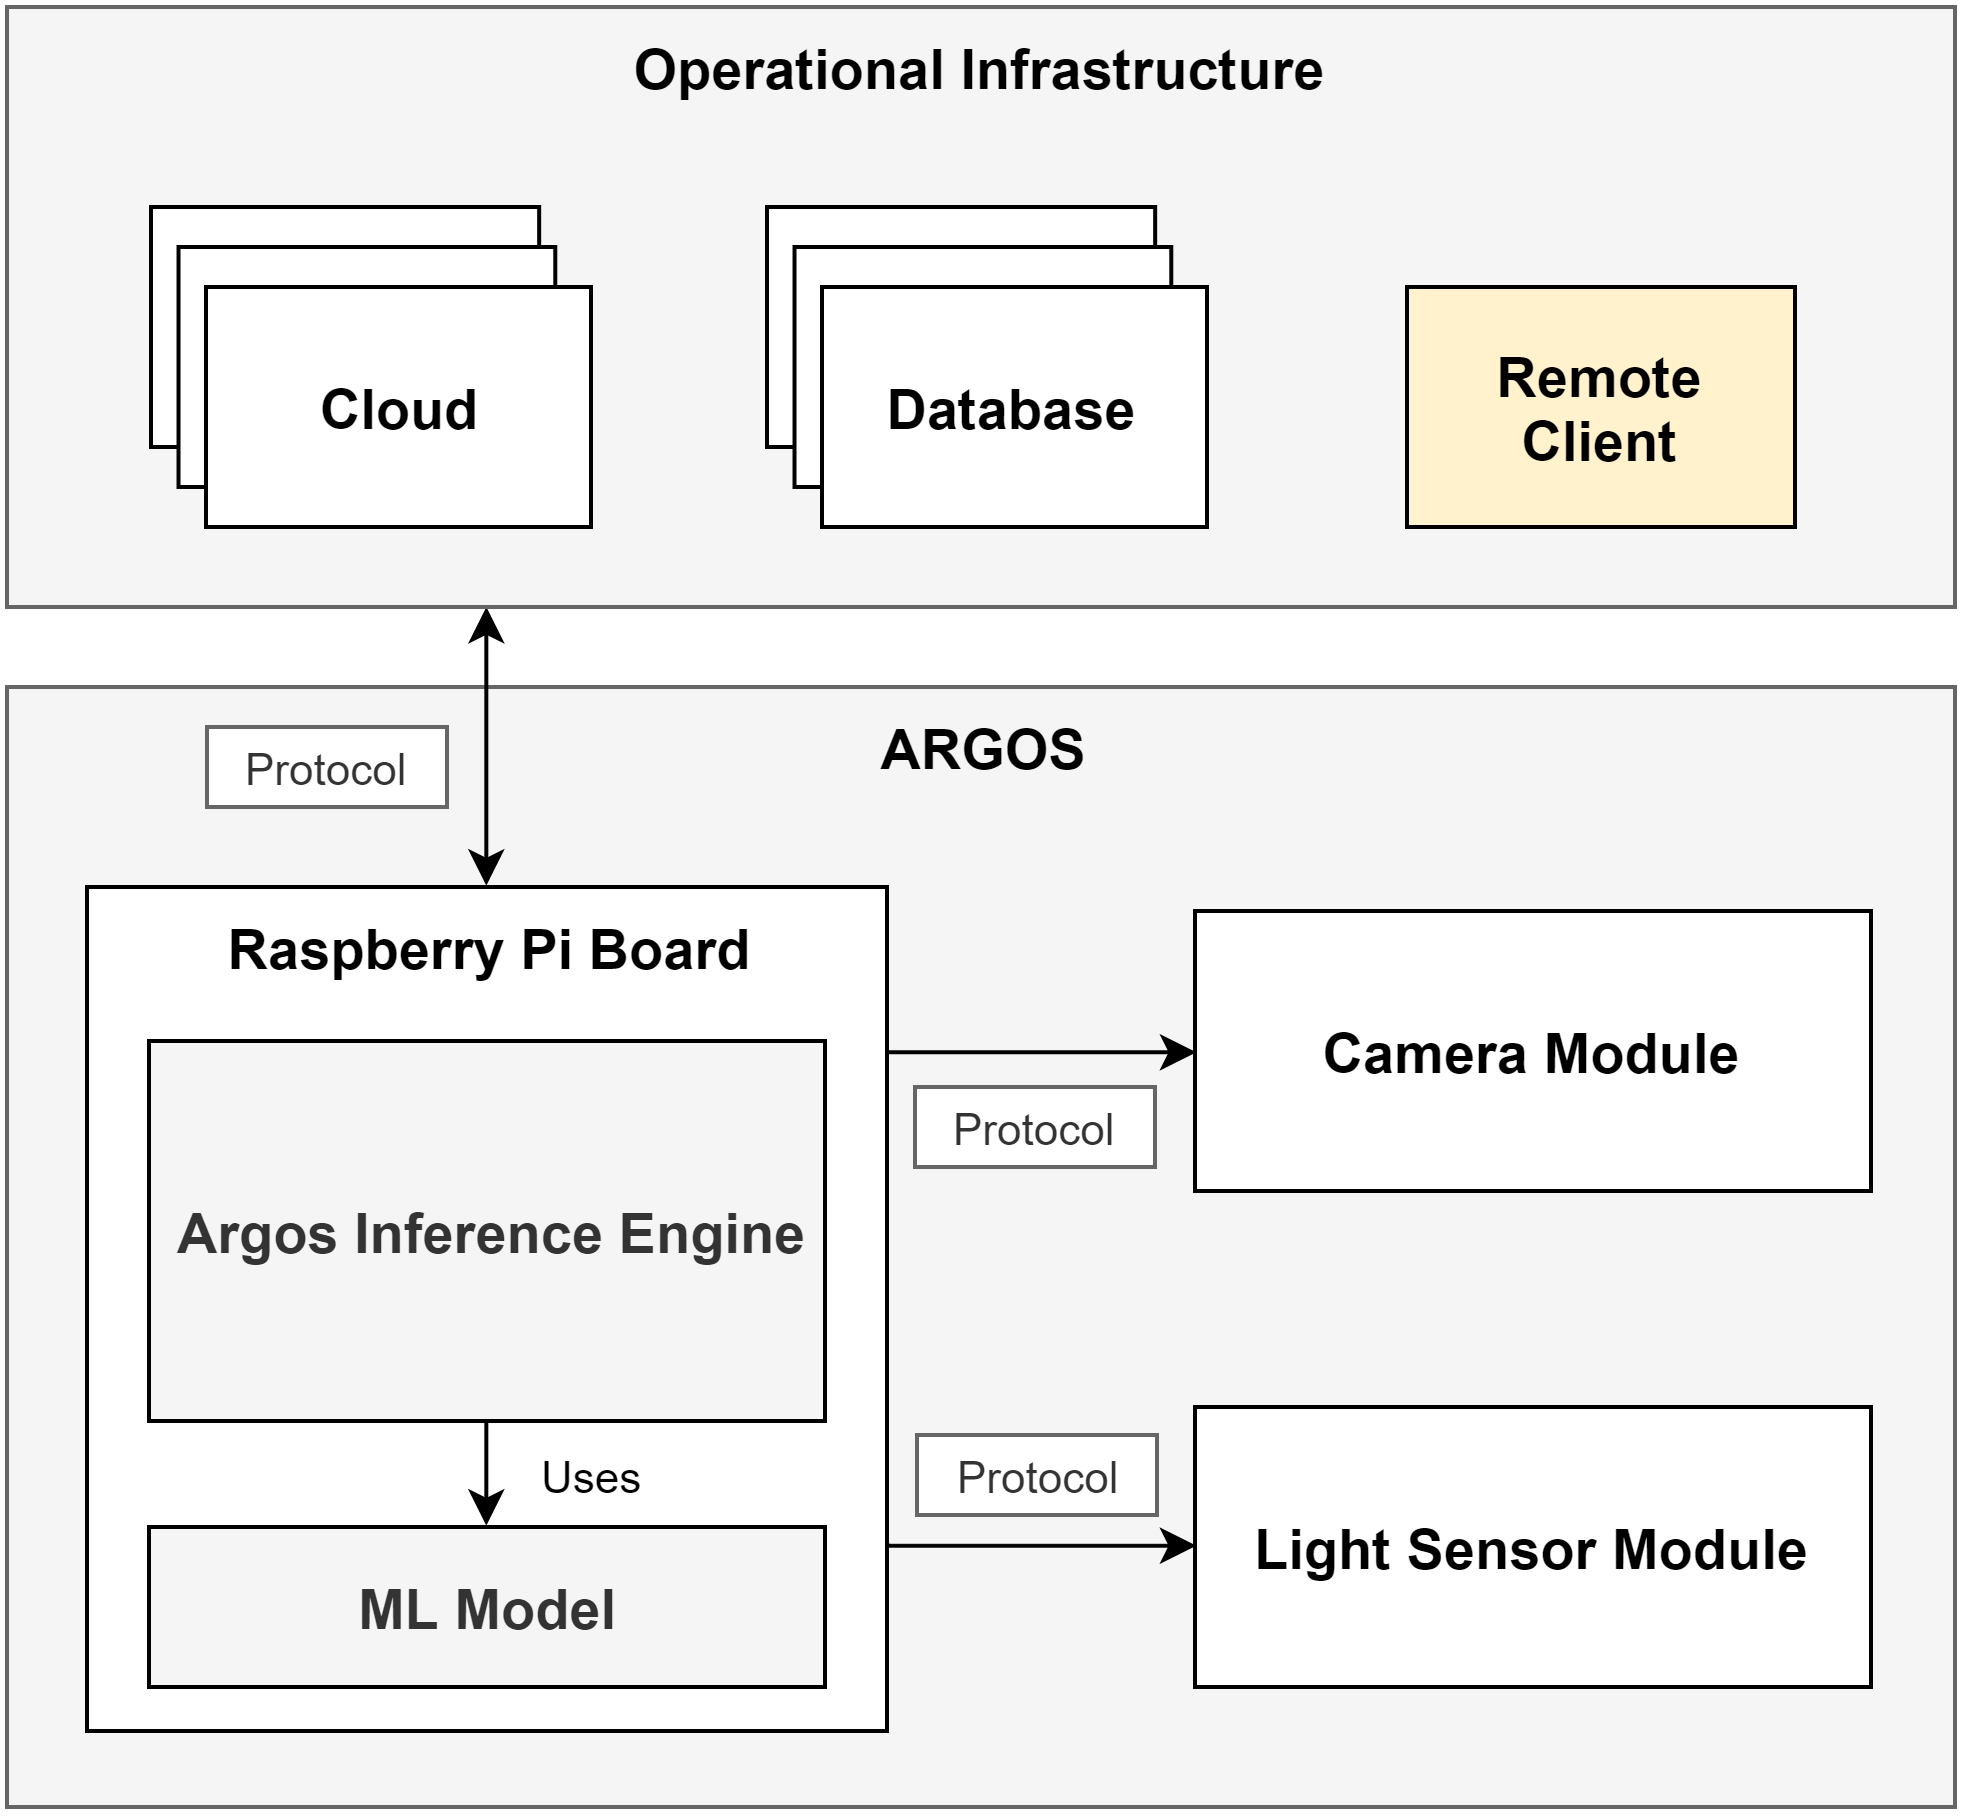 Operational Infrastructure
Cloud
Database
Remote
Client
Protocol
ARGOS
Raspberry Pi Board
Argos Inference Engine
Uses
ML Model
Protocol
Camera Module
Protocol
Light Sensor Module